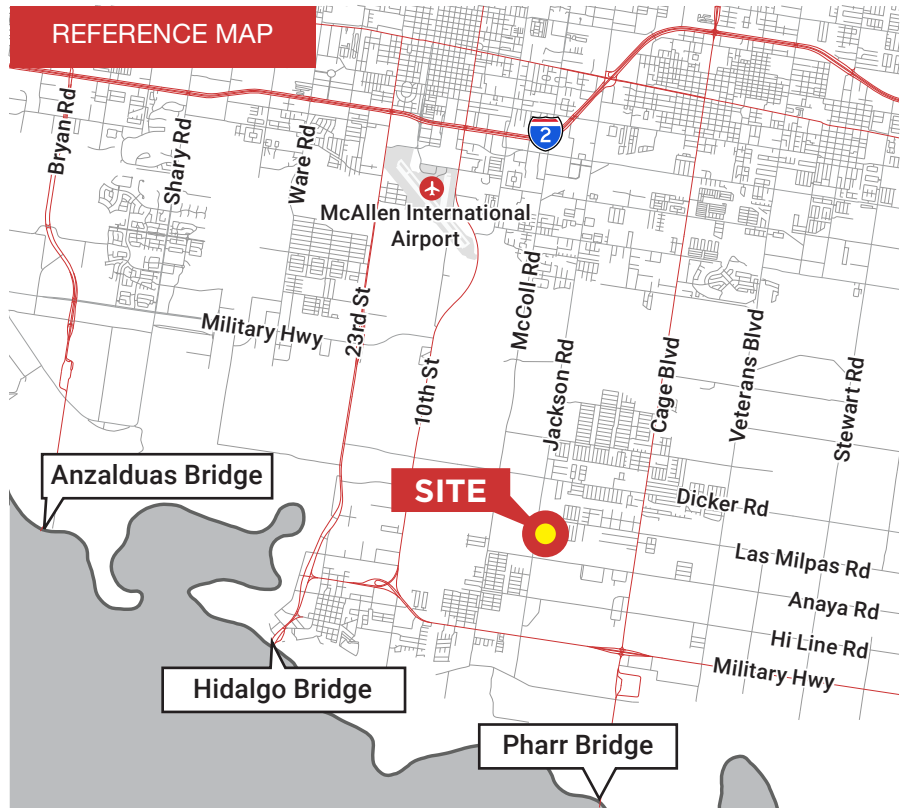 REFERENCE MAP
2
Bryan Rd
Shary Rd
Ware Rd
McAllen International
Airport
Military Hwy
23rd St
10th St
McColl Rd
Jackson Rd
Cage Blvd
Veterans Blvd
Stewart Rd
Anzalduas Bridge
SITE
Dicker Rd
Las Milpas Rd
Anaya Rd
Hi Line Rd
Military Hwy
Hidalgo Bridge
Pharr Bridge